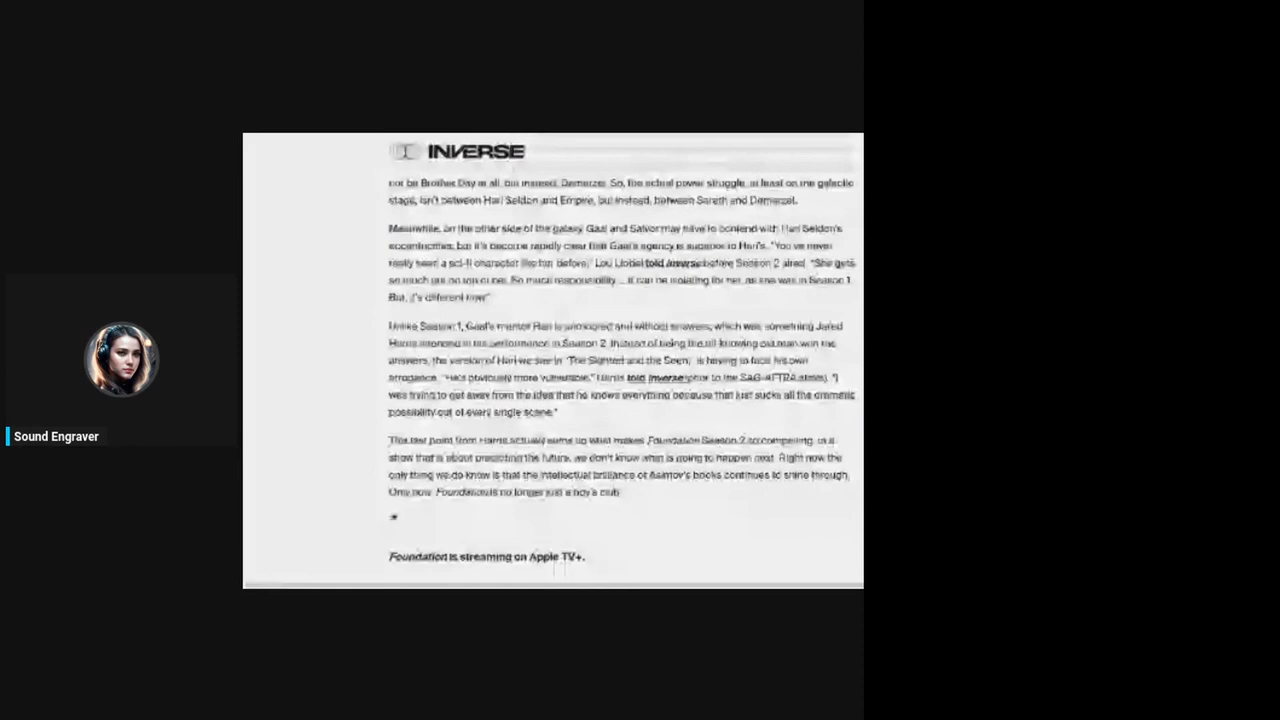 INVERSE
not be Brother Day at all, but instead, Demerzel. So, the actual power struggle, at least on the galactic
stage, isn't between Hari Seldon and Empire, but instead, between Sareth and Demerzel.
Meanwhile, on the other side of the galaxy, Gaal and Salvor may have to contend with Hari Seldon's
eccentricities, but it's become rapidly clear that Gaal's agency is superior to Hari's. "You've never
really seen a sci-fi character like her before," Lou Llobell told Inverse before Season 2 aired. "She gets
so much put on top of her. So much responsibility ... it can be isolating for her, as she was in Season 1.
But, it's different now."
Unlike Season 1, Gaal's mentor Hari is unmoored and without answers, which was something Jared
Harris in his performance in Season 2. Instead of being the all-knowing old man with the
answers, the version of Hari we see in "The Sighted and the Seen," is having to face his own
arrogance. "He's obviously more vulnerable," Harris told Inverse (prior to the SAG-AFTRA strike). "I
was trying to get away from the idea that he knows everything because that just sucks all the dramatic
possibility out of every single scene."
This last point from Harris actually sums up what makes Foundation Season 2 so compelling. In a
show that is about predicting the future, we don't know what is going to happen next. Right now the
only thing we do know is that the intellectual brilliance of Asimov's books continues to shine through.
Only now, Foundation is no longer just a boy's club.
Foundation is streaming on Apple TV+.
Sound Engraver